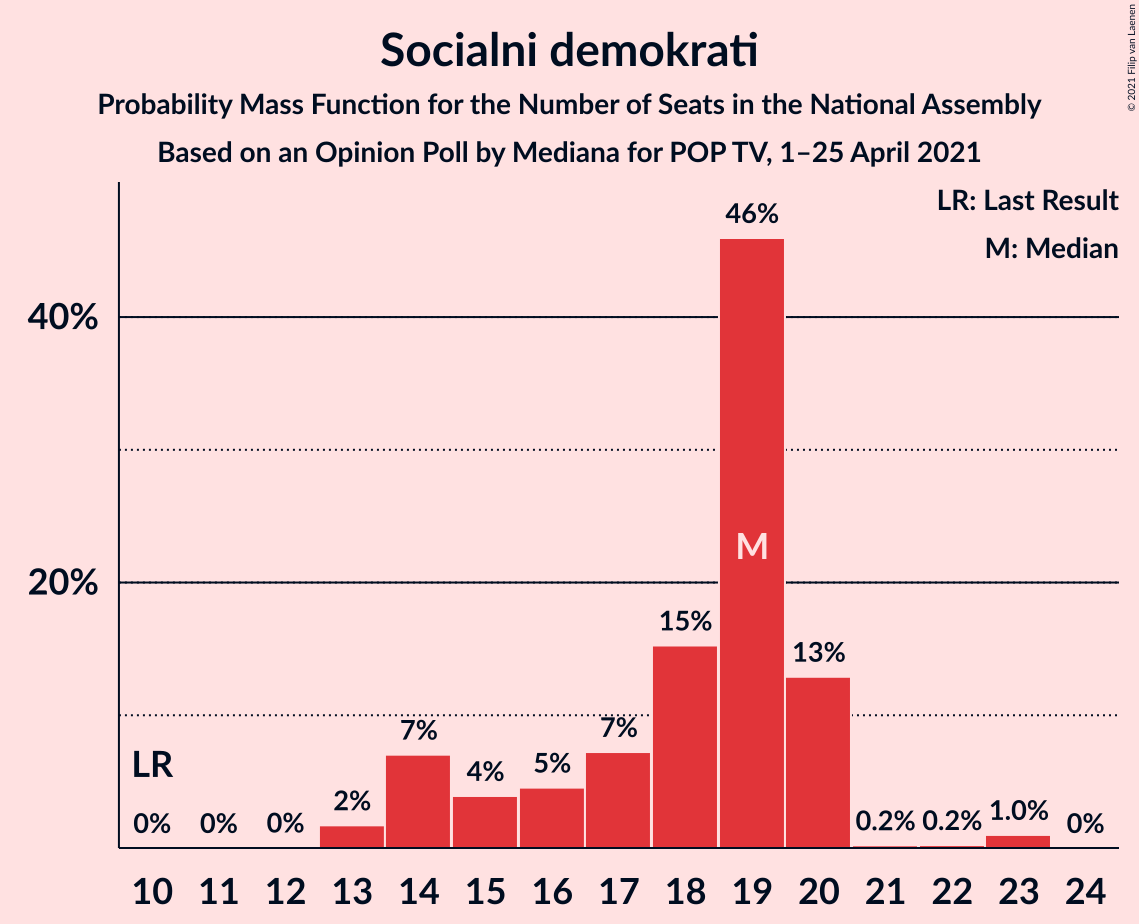 Socialni demokrati
Probability Mass Function for the Number of Seats in the National Assembly
Based on an Opinion Poll by Mediana for POP TV, 1–25 April 2021
© 2021 Filip van Laenen
LR: Last Result
M: Median
46%
40%
M
20%
15%
13%
7%
7%
LR
4%
5%
2%
0%
0%
0%
0.2%
0.2%
1.0%
0%
10 11 12 13 14 15 16 17 18 19 20 21 22 23 24